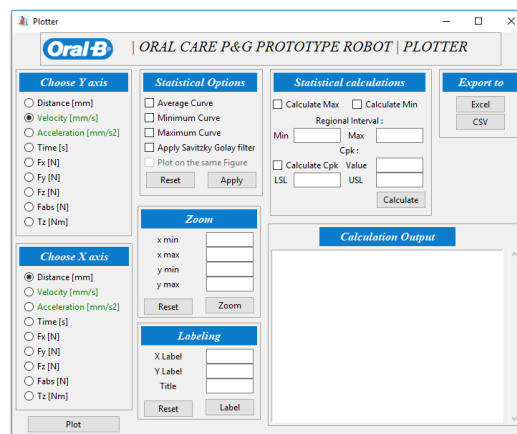 Plotter
Oral-B | ORAL CARE P&G PROTOTYPE ROBOT | PLOTTER
Choose Y axis
Distance [mm]
Velocity [mm/s]
Acceleration [mm/s2]
Time [s]
Fx [N]
Fy [N]
Fz [N]
Fabs [N]
Tz [Nm]
Choose X axis
Distance [mm]
Velocity [mm/s]
Acceleration [mm/s2]
Time [s]
Fx [N]
Fy [N]
Fz [N]
Fabs [N]
Tz [Nm]
Plot
Statistical Options
Average Curve
Minimum Curve
Maximum Curve
Apply Savitzky Golay filter
Plot on the same Figure
Reset Apply
Zoom
x min
x max
y min
y max
Reset Zoom
Labeling
X Label
Y Label
Title
Reset Label
Statistical calculations
Calculate Max Calculate Min
Regional Interval :
Min Max
Cpk :
Calculate Cpk Value
LSL USL
Calculate
Export to
Excel
CSV
Calculation Output